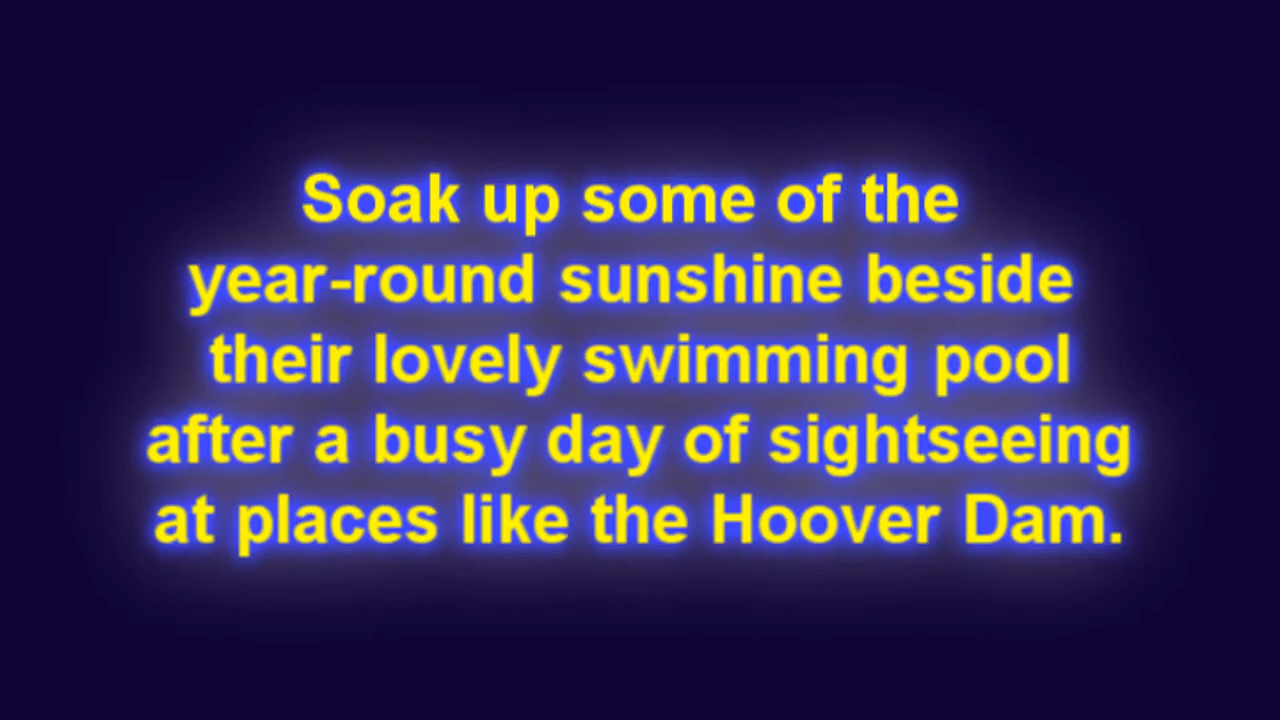 Soak up some of the
year-round sunshine beside
their lovely swimming pool
after a busy day of sightseeing
at places like the Hoover Dam.